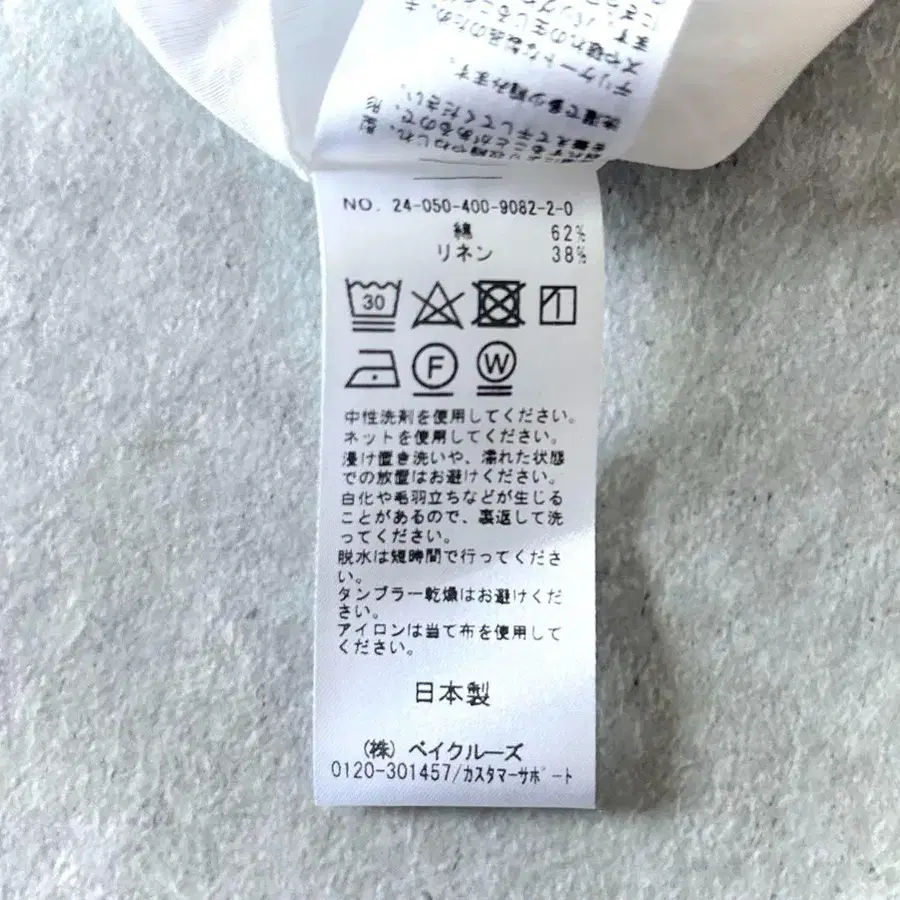 NO. 24-050-400-9082-2-0
綿 62%
リネン 38%
30
F
W
中性洗剤を使用してください。
ネットを使用してください。
浸け置き洗いや、濡れた状態
での放置はお避けください。
白化や毛羽立ちなどが生じる
ことがあるので、裏返して洗
ってください。
脱水は短時間で行ってくださ
い。
タンブラー乾燥はお避けくだ
さい。
アイロンは当て布を使用して
ください。
日本製
(株) ベイクルーズ
0120-301457/カスタマーサポート